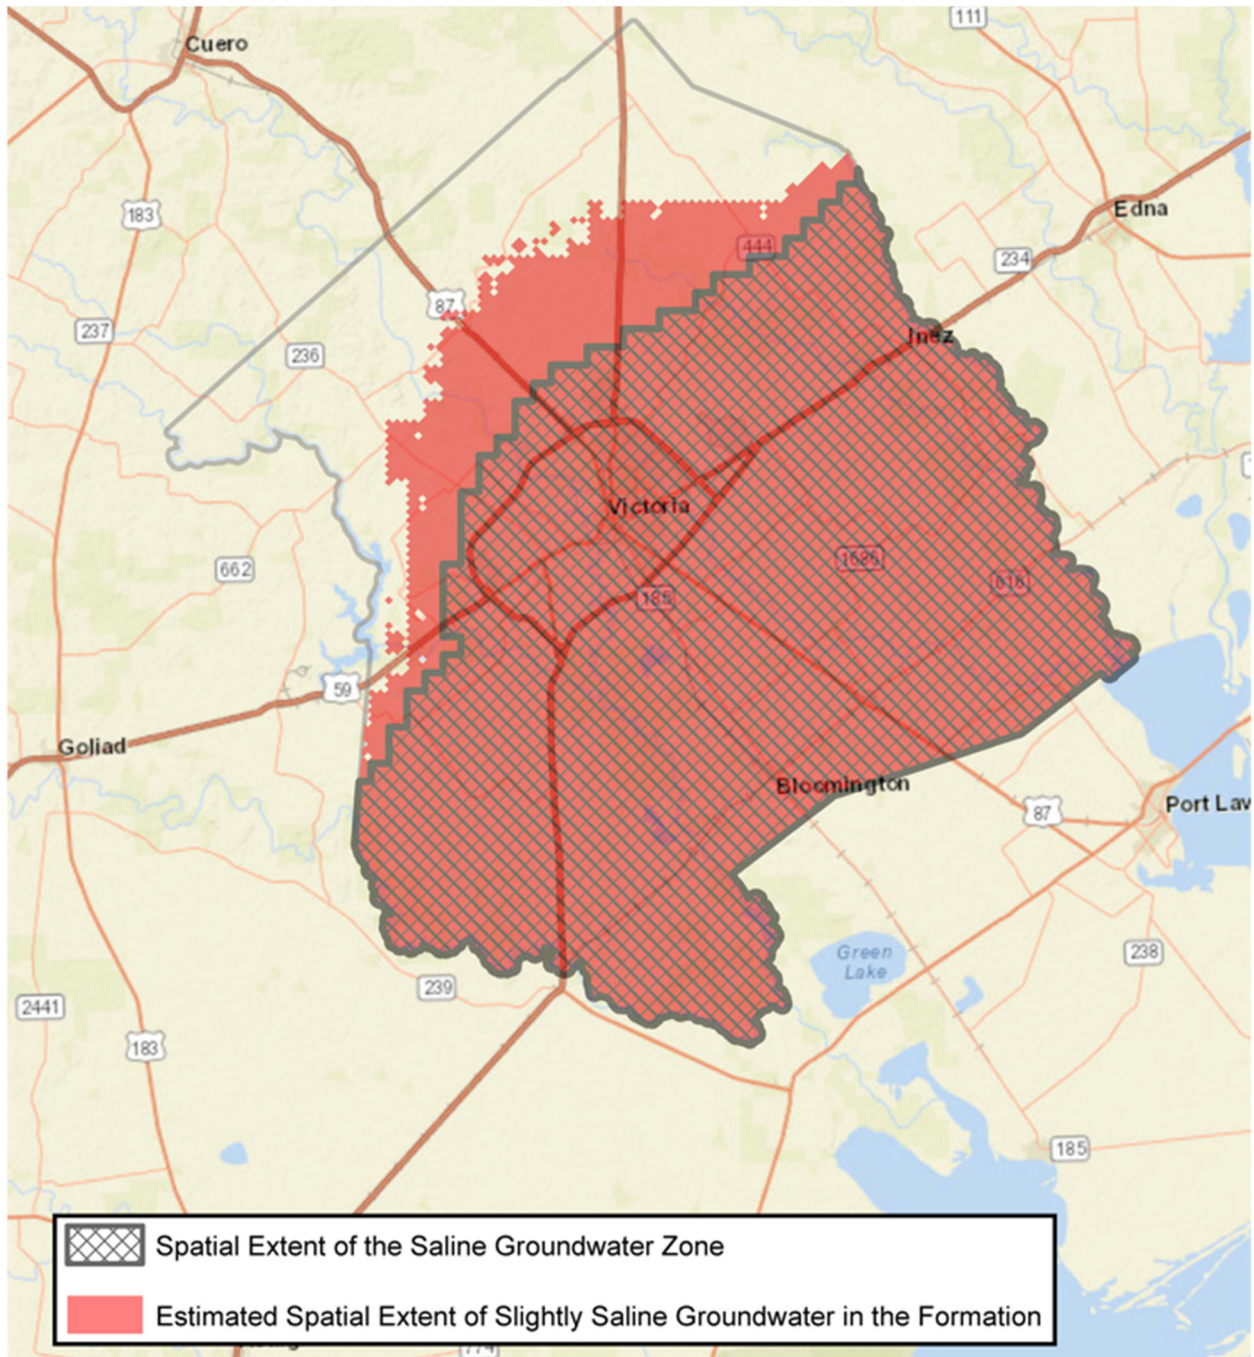 111
Cuero
183
Edna
444
234
87
237
Inez
236
Victoria
1686
662
616
185
59
Goliad
Bloomington
Port Lav
87
Green
Lake
238
239
2441
183
185
Spatial Extent of the Saline Groundwater Zone
Estimated Spatial Extent of Slightly Saline Groundwater in the Formation